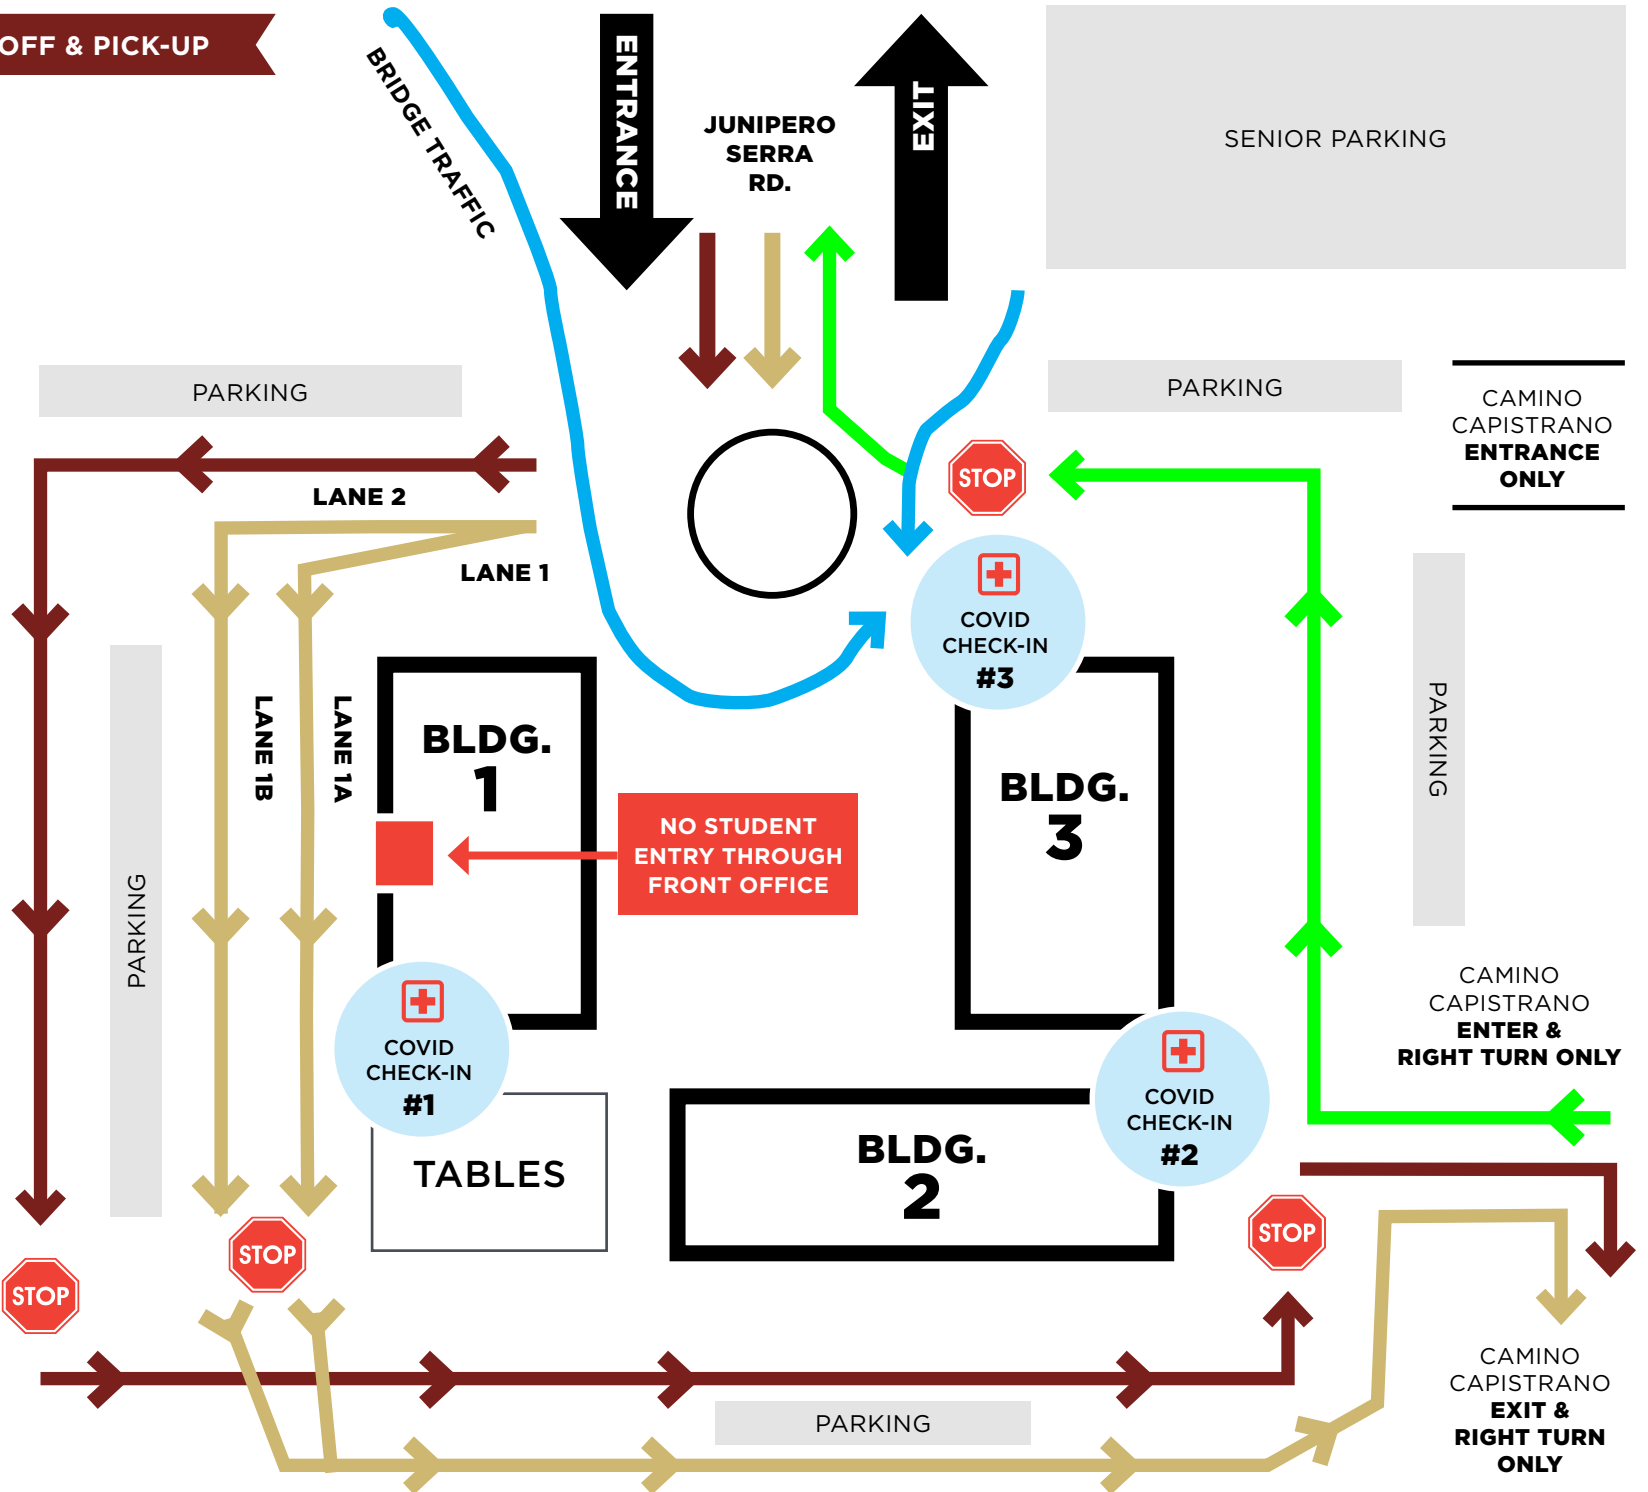 OFF & PICK-UP
BRIDGE TRAFFIC
ENTRANCE
JUNIPERO
SERRA
RD.
EXIT
SENIOR PARKING
PARKING
PARKING
CAMINO
CAPISTRANO
ENTRANCE
ONLY
LANE 2
STOP
LANE 1
COVID
CHECK-IN
#3
LANE 1B
LANE 1A
BLDG.
1
PARKING
BLDG.
3
NO STUDENT
ENTRY THROUGH
FRONT OFFICE
PARKING
CAMINO
CAPISTRANO
ENTER &
RIGHT TURN ONLY
COVID
CHECK-IN
#1
COVID
CHECK-IN
#2
TABLES
BLDG.
2
STOP
STOP
STOP
CAMINO
CAPISTRANO
EXIT &
RIGHT TURN
ONLY
PARKING